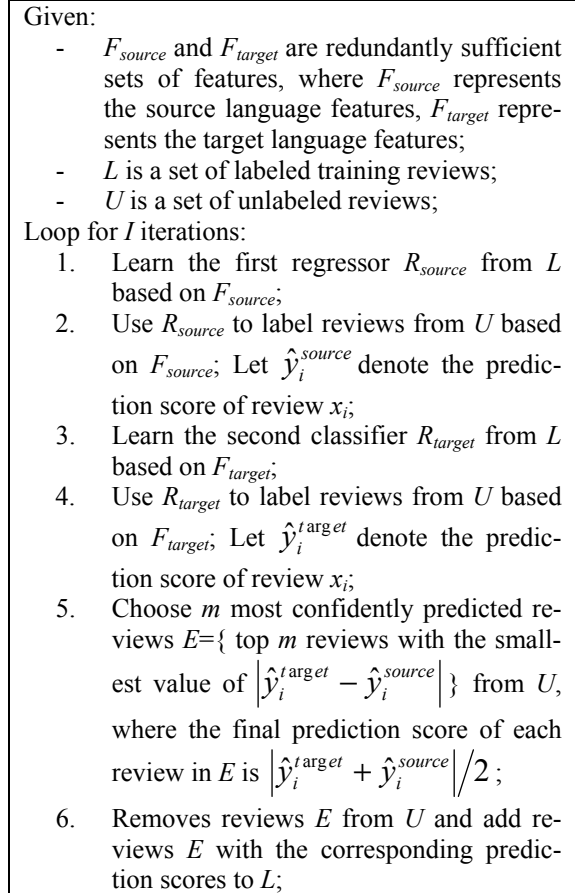 Given:
- F_source and F_target are redundantly sufficient
sets of features, where F_source represents
the source language features, F_target repre-
sents the target language features;
- L is a set of labeled training reviews;
- U is a set of unlabeled reviews;
Loop for I iterations:
1. Learn the first regressor R_source from L
based on F_source;
2. Use R_source to label reviews from U based
on F_source; Let ŷ_i^source denote the predic-
tion score of review x_i;
3. Learn the second classifier R_target from L
based on F_target;
4. Use R_target to label reviews from U based
on F_target; Let ŷ_i^target denote the predic-
tion score of review x_i;
5. Choose m most confidently predicted re-
views E={ top m reviews with the small-
est value of |ŷ_i^target − ŷ_i^source| } from U,
where the final prediction score of each
review in E is |ŷ_i^target + ŷ_i^source|/2 ;
6. Removes reviews E from U and add re-
views E with the corresponding predic-
tion scores to L;